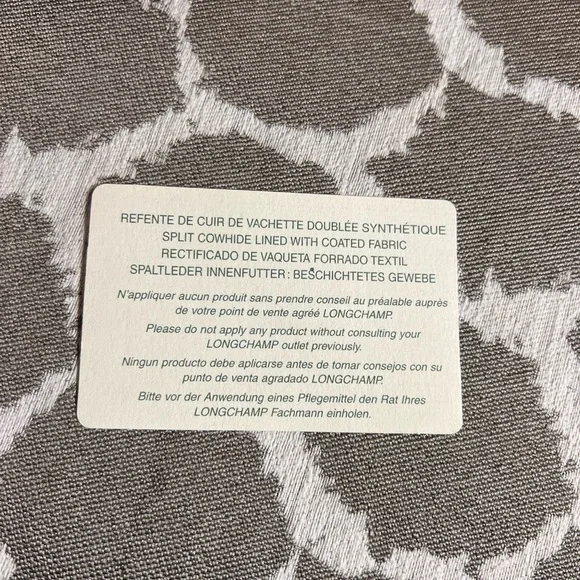 REFENTE DE CUIR DE VACHETTE DOUBLÉE SYNTHÉTIQUE
SPLIT COWHIDE LINED WITH COATED FABRIC
RECTIFICADO DE VAQUETA FORRADO TEXTIL
SPALTLEDER INNENFUTTER : BESCHICHTETES GEWEBE
N'appliquer aucun produit sans prendre conseil au préalable auprès
de votre point de vente agréé LONGCHAMP.
Please do not apply any product without consulting your
LONGCHAMP outlet previously.
Ningun producto debe aplicarse antes de tomar consejos con su
punto de venta agradado LONGCHAMP.
Bitte vor der Anwendung eines Pflegemittel den Rat Ihres
LONGCHAMP Fachmann einholen.